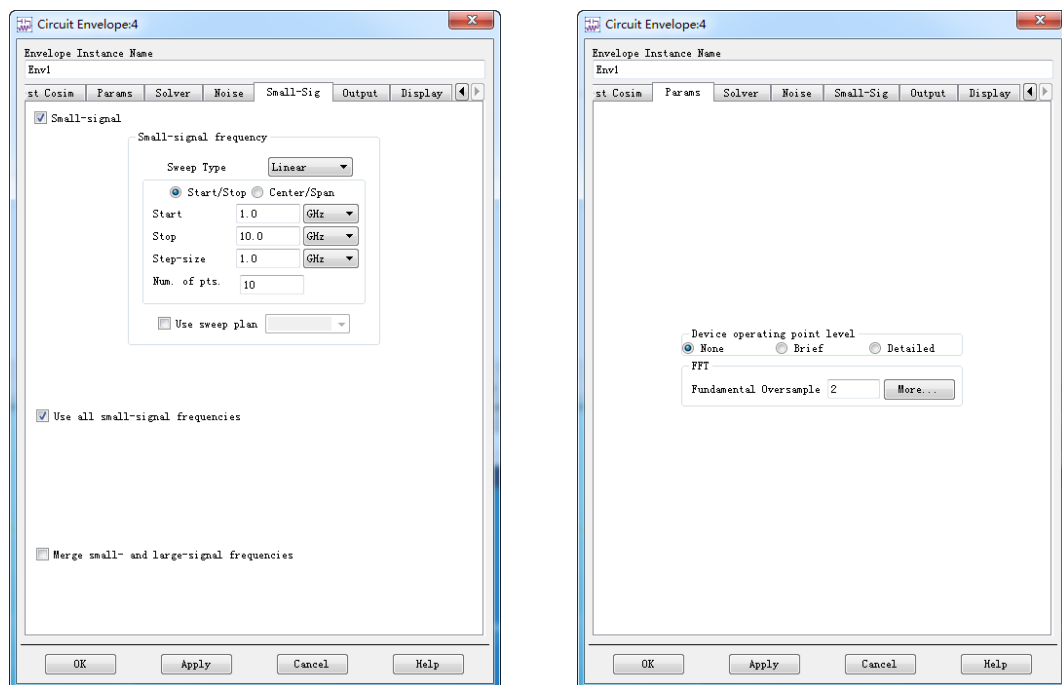 Circuit Envelope:4
Envelope Instance Name
Env1
st Cosim Params Solver Noise Small-Sig Output Display
Small-signal
Small-signal frequency
Sweep Type Linear
Start/Stop Center/Span
Start 1.0 GHz
Stop 10.0 GHz
Step-size 1.0 GHz
Num. of pts. 10
Use sweep plan
Use all small-signal frequencies
Merge small- and large-signal frequencies
OK Apply Cancel Help
Circuit Envelope:4
Envelope Instance Name
Env1
st Cosim Params Solver Noise Small-Sig Output Display
Device operating point level
None Brief Detailed
FFT
Fundamental Oversample 2 More...
OK Apply Cancel Help